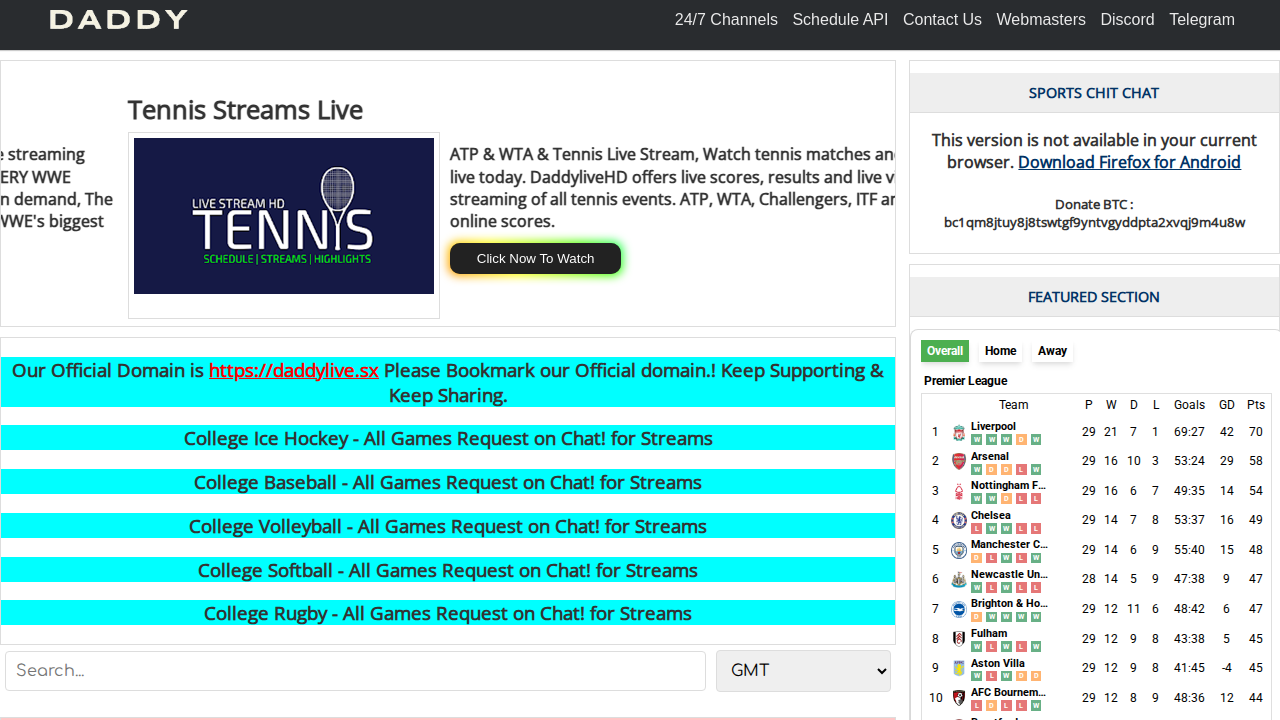 DADDY
24/7 Channels Schedule API Contact Us Webmasters Discord Telegram
Tennis Streams Live
streaming
ERY WWE
n demand, The
WWE's biggest
LIVE STREAM HD
TENNIS
SCHEDULE | STREAMS | HIGHLIGHTS
ATP & WTA & Tennis Live Stream, Watch tennis matches an
live today. DaddyliveHD offers live scores, results and live v
streaming of all tennis events. ATP, WTA, Challengers, ITF a
online scores.
Click Now To Watch
Our Official Domain is https://daddylive.sx Please Bookmark our Official domain.! Keep Supporting &
Keep Sharing.
College Ice Hockey - All Games Request on Chat! for Streams
College Baseball - All Games Request on Chat! for Streams
College Volleyball - All Games Request on Chat! for Streams
College Softball - All Games Request on Chat! for Streams
College Rugby - All Games Request on Chat! for Streams
Search...
GMT
SPORTS CHIT CHAT
This version is not available in your current
browser. Download Firefox for Android
Donate BTC :
bc1qm8jtuy8j8tswtgf9yntvgyddpta2xvqj9m4u8w
FEATURED SECTION
Overall Home Away
Premier League
Team P W D L Goals GD Pts
1 Liverpool 29 21 7 1 69:27 42 70
W W W D W
2 Arsenal 29 16 10 3 53:24 29 58
W D D L W
3 Nottingham F... 29 16 6 7 49:35 14 54
W W D L L
4 Chelsea 29 14 7 8 53:37 16 49
L W W L L
5 Manchester C... 29 14 6 9 55:40 15 48
D L W L W
6 Newcastle Un... 28 14 5 9 47:38 9 47
W L W L L
7 Brighton & Ho... 29 12 11 6 48:42 6 47
D W W W W
8 Fulham 29 12 9 8 43:38 5 45
W L W L W
9 Aston Villa 29 12 9 8 41:45 -4 45
W L W D D
10 AFC Bournem... 29 12 8 9 48:36 12 44
L D L L W